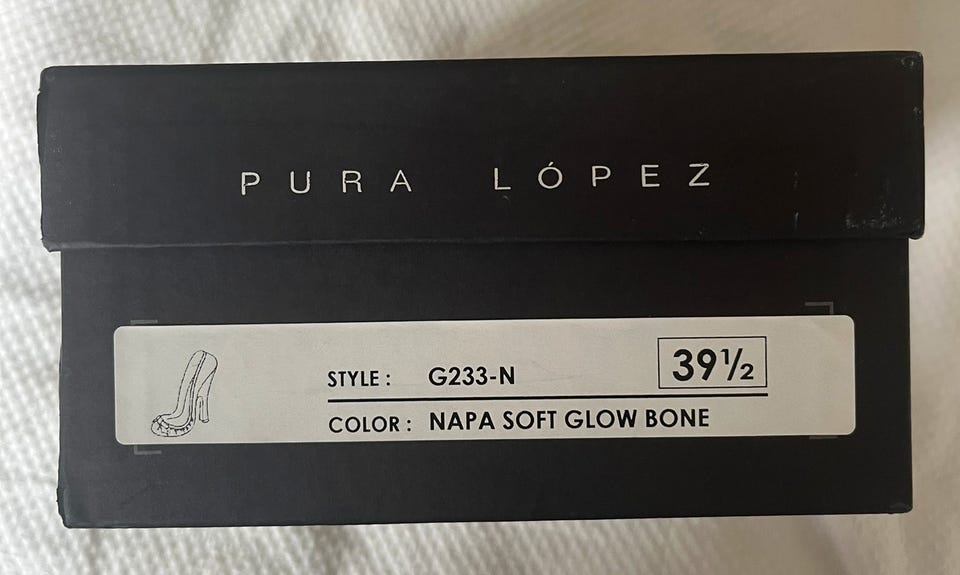 PURA LÓPEZ
STYLE : G233-N
39½
COLOR : NAPA SOFT GLOW BONE